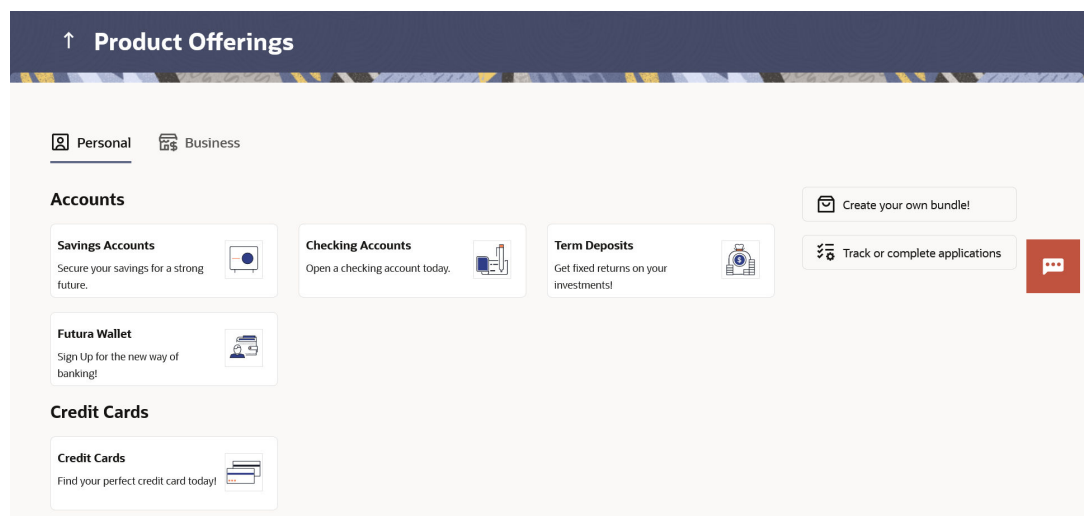 Product Offerings
Personal
Business
Accounts
Savings Accounts
Secure your savings for a strong
future.
Checking Accounts
Open a checking account today.
Term Deposits
Get fixed returns on your
investments!
Create your own bundle!
Track or complete applications
Futura Wallet
Sign Up for the new way of
banking!
Credit Cards
Credit Cards
Find your perfect credit card today!